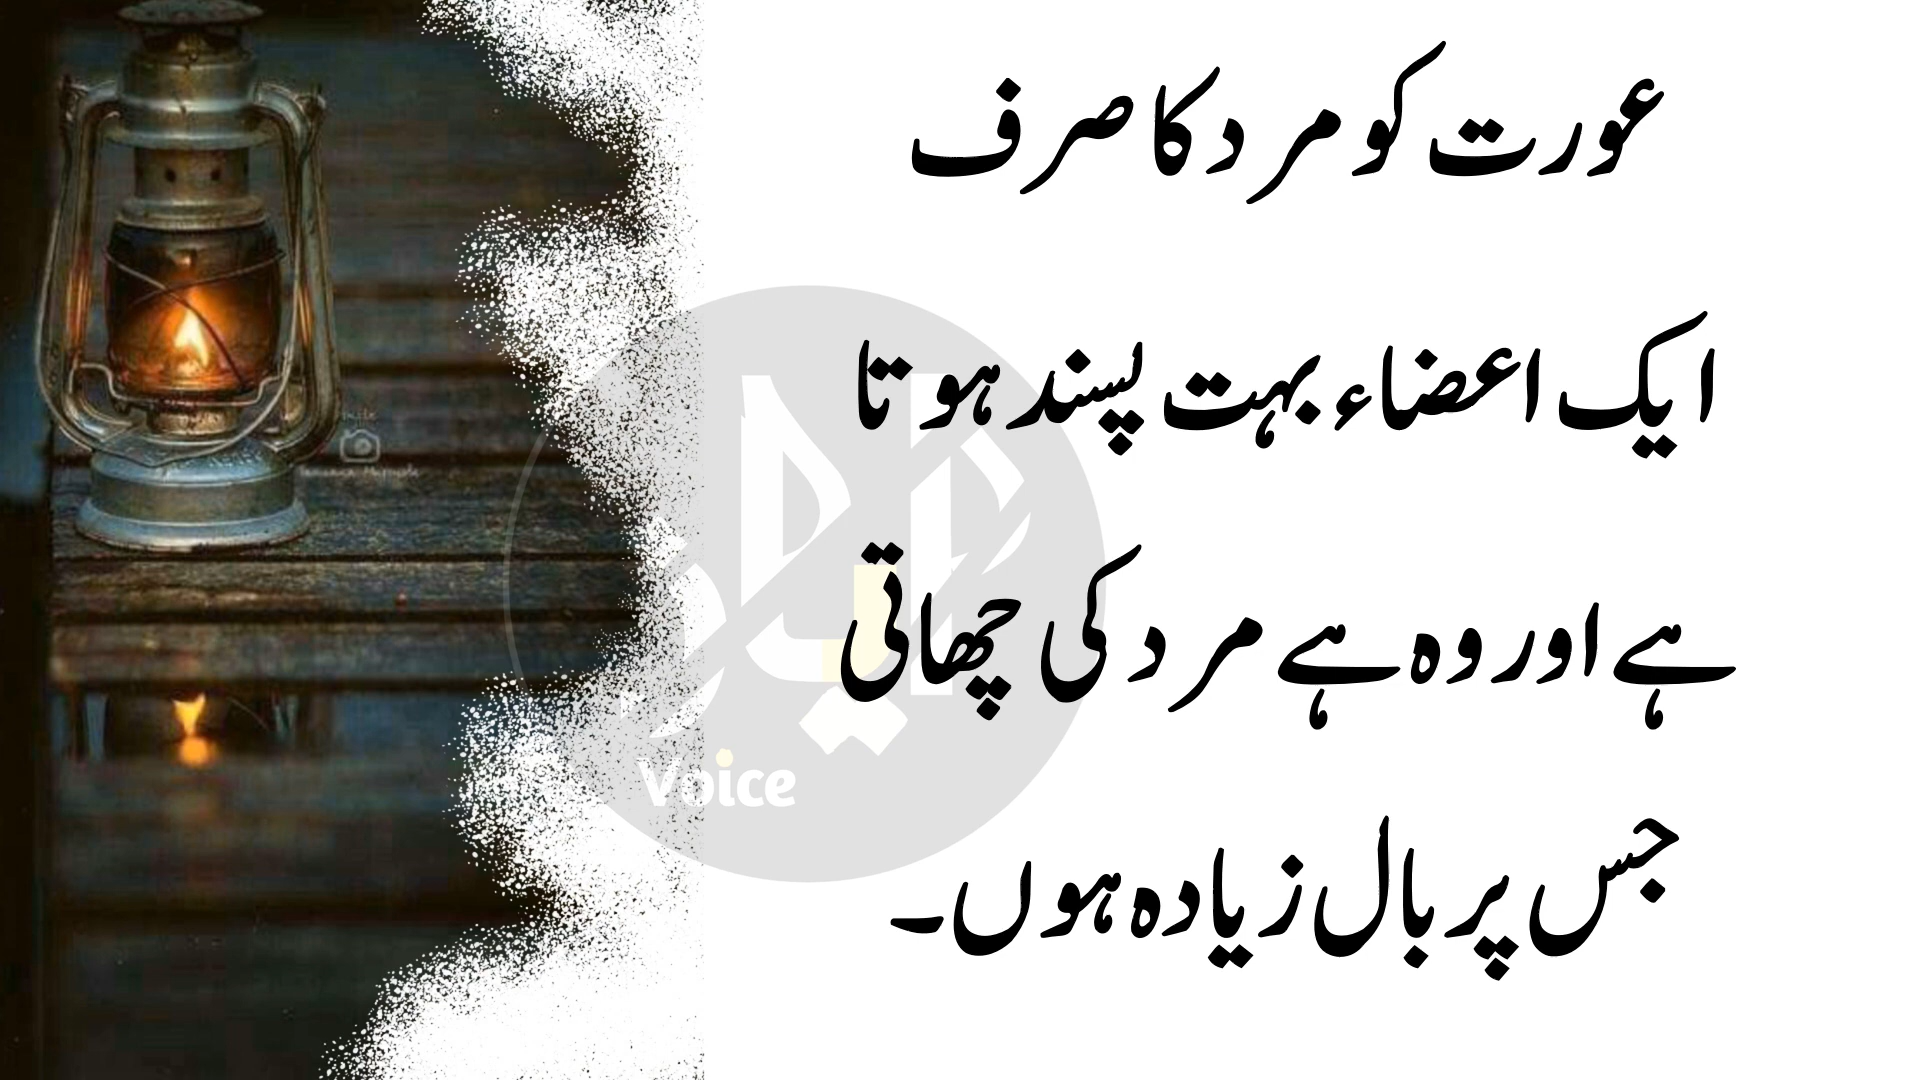 عورت کو مرد کا صرف
ایک اعضاء بہت پسند ہوتا
ہے اور وہ ہے مرد کی چھاتی
جس پر بال زیادہ ہوں۔
Voice